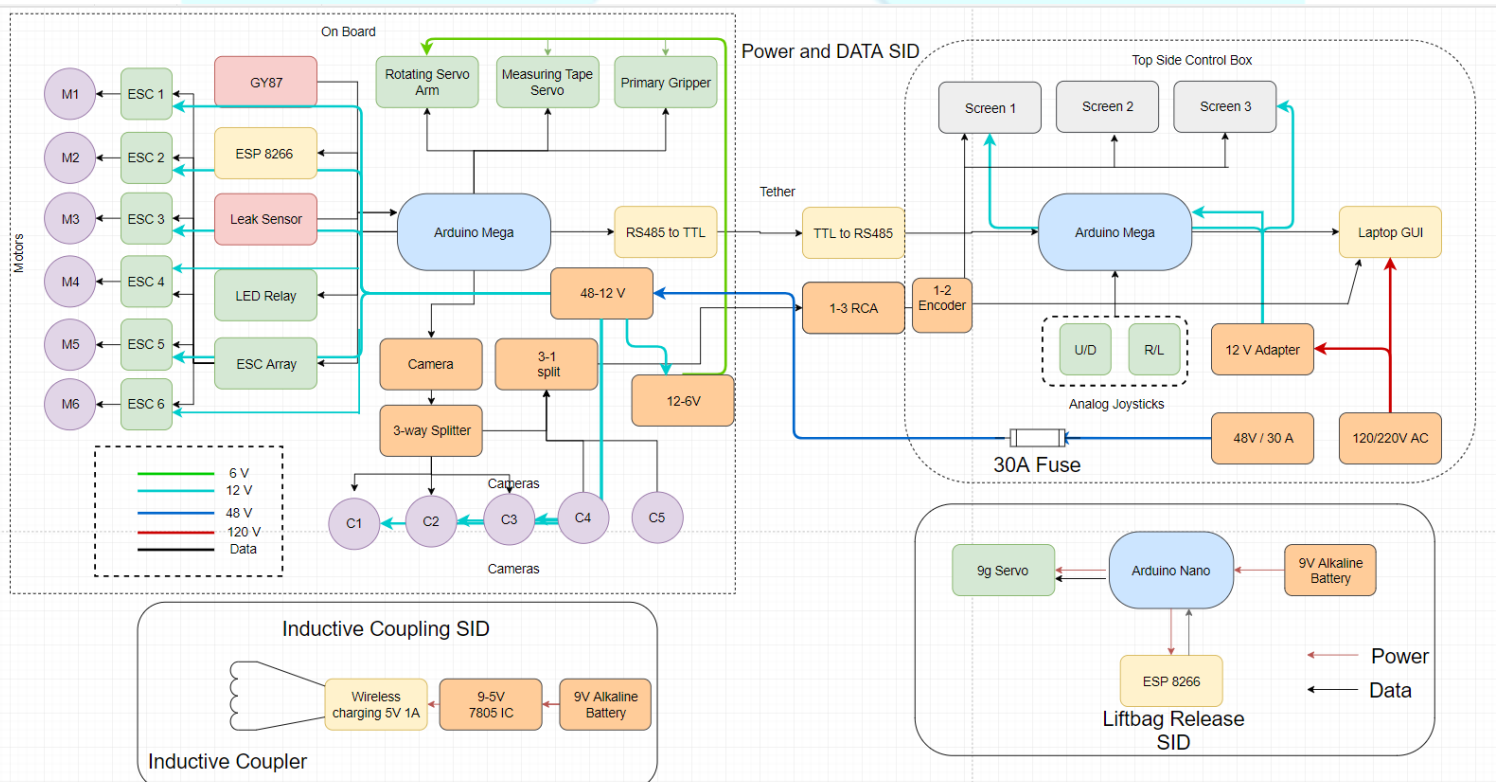 On Board
Power and DATA SID
Top Side Control Box
M1
ESC 1
GY87
Rotating Servo
Arm
Measuring Tape
Servo
Primary Gripper
Screen 1
Screen 2
Screen 3
M2
ESC 2
ESP 8266
Tether
M3
ESC 3
Leak Sensor
Arduino Mega
RS485 to TTL
TTL to RS485
Arduino Mega
Laptop GUI
Motors
M4
ESC 4
LED Relay
48-12 V
1-3 RCA
1-2
Encoder
M5
ESC 5
ESC Array
Camera
3-1
split
U/D
R/L
12 V Adapter
M6
ESC 6
12-6V
Analog Joysticks
3-way Splitter
48V / 30 A
120/220V AC
30A Fuse
6 V
12 V
48 V
120 V
Data
Cameras
C1
C2
C3
C4
C5
Cameras
9g Servo
Arduino Nano
9V Alkaline
Battery
ESP 8266
Power
Data
Liftbag Release
SID
Inductive Coupling SID
Wireless
charging 5V 1A
9-5V
7805 IC
9V Alkaline
Battery
Inductive Coupler